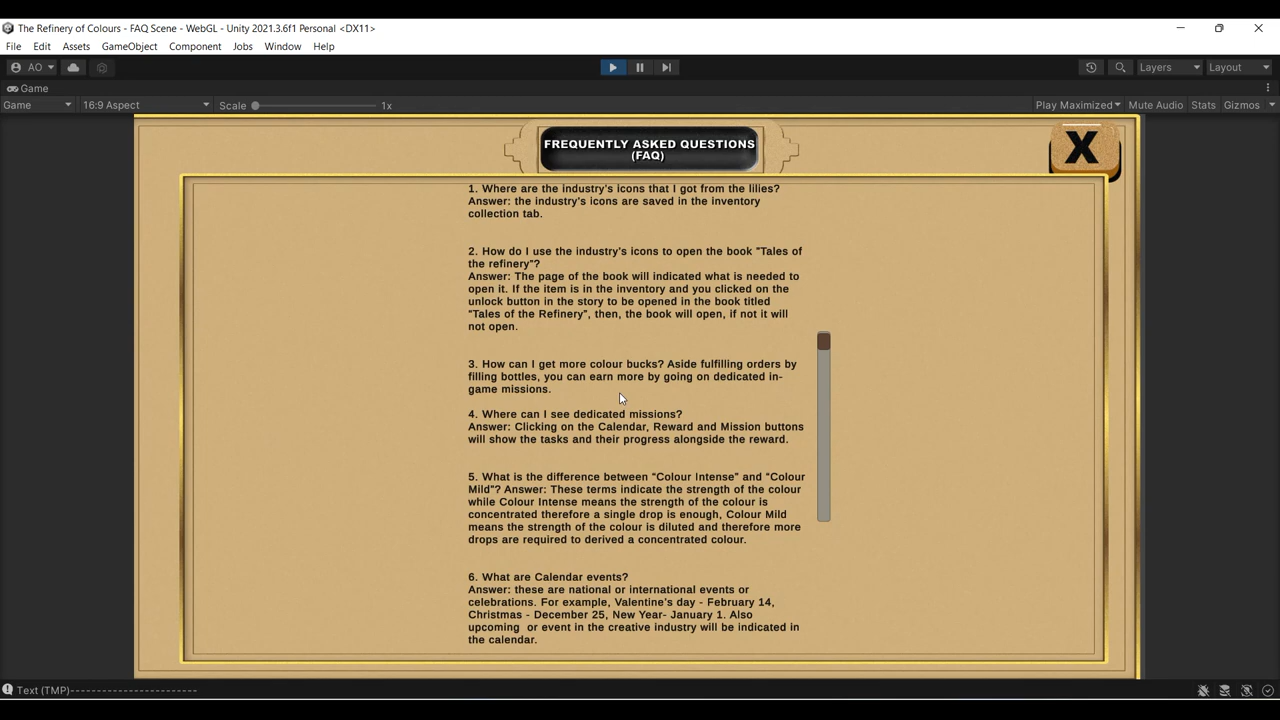 The Refinery of Colours - FAQ Scene - WebGL - Unity 2021.3.6f1 Personal <DX11>
File Edit Assets GameObject Component Jobs Window Help
AO Layers Layout
Game
Game 16:9 Aspect Scale 1x Play Maximized Mute Audio Stats Gizmos
FREQUENTLY ASKED QUESTIONS
(FAQ)
X
1. Where are the industry's icons that I got from the lilies?
Answer: the industry's icons are saved in the inventory
collection tab.
2. How do I use the industry's icons to open the book "Tales of
the refinery"?
Answer: The page of the book will indicated what is needed to
open it. If the item is in the inventory and you clicked on the
unlock button in the story to be opened in the book titled
"Tales of the Refinery", then, the book will open, if not it will
not open.
3. How can I get more colour bucks? Aside fulfilling orders by
filling bottles, you can earn more by going on dedicated in-
game missions.
4. Where can I see dedicated missions?
Answer: Clicking on the Calendar, Reward and Mission buttons
will show the tasks and their progress alongside the reward.
5. What is the difference between “Colour Intense” and “Colour
Mild”? Answer: These terms indicate the strength of the colour
while Colour Intense means the strength of the colour is
concentrated therefore a single drop is enough, Colour Mild
means the strength of the colour is diluted and therefore more
drops are required to derived a concentrated colour.
6. What are Calendar events?
Answer: these are national or international events or
celebrations. For example, Valentine's day - February 14,
Christmas - December 25, New Year- January 1. Also
upcoming  or event in the creative industry will be indicated in
the calendar.
Text (TMP)------------------------